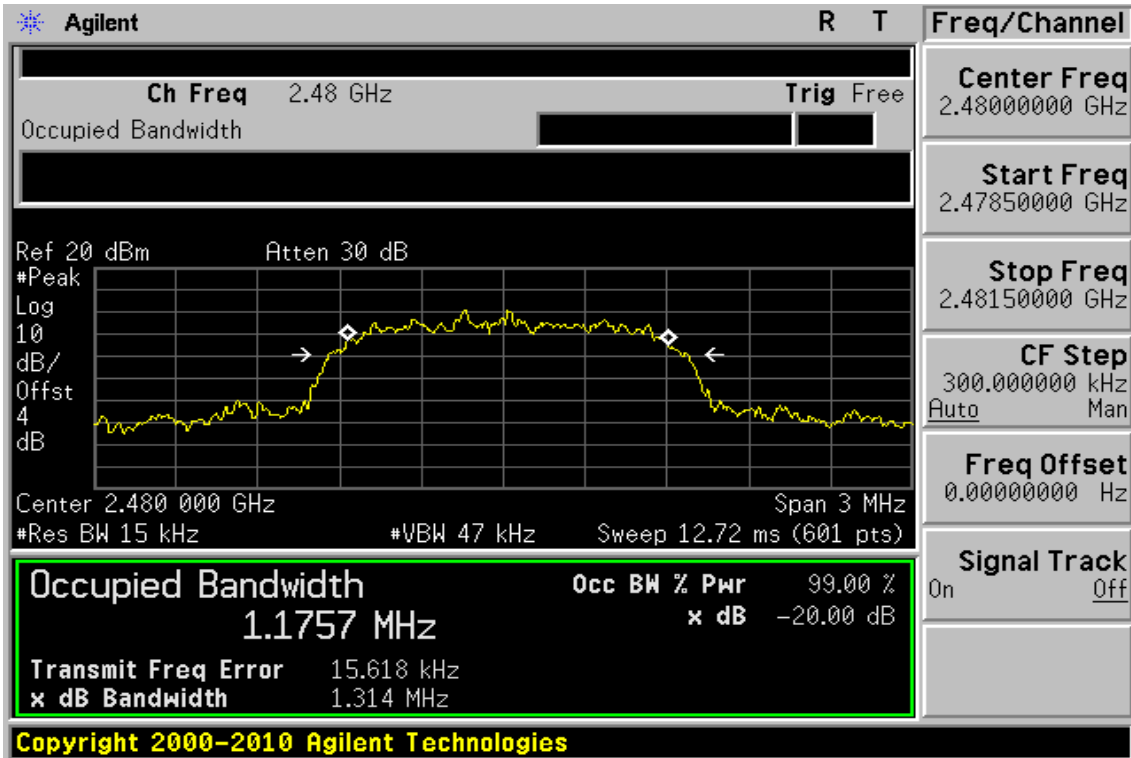 Agilent R T
Ch Freq 2.48 GHz Trig Free
Occupied Bandwidth
Ref 20 dBm Atten 30 dB
#Peak
Log
10
dB/
Offst
4
dB
Center 2.480 000 GHz Span 3 MHz
#Res BW 15 kHz #VBW 47 kHz Sweep 12.72 ms (601 pts)
Occupied Bandwidth
1.1757 MHz
Occ BW % Pwr 99.00 %
x dB -20.00 dB
Transmit Freq Error 15.618 kHz
x dB Bandwidth 1.314 MHz
Copyright 2000-2010 Agilent Technologies
Freq/Channel
Center Freq
2.48000000 GHz
Start Freq
2.47850000 GHz
Stop Freq
2.48150000 GHz
CF Step
300.000000 kHz
Auto Man
Freq Offset
0.00000000 Hz
Signal Track
On Off